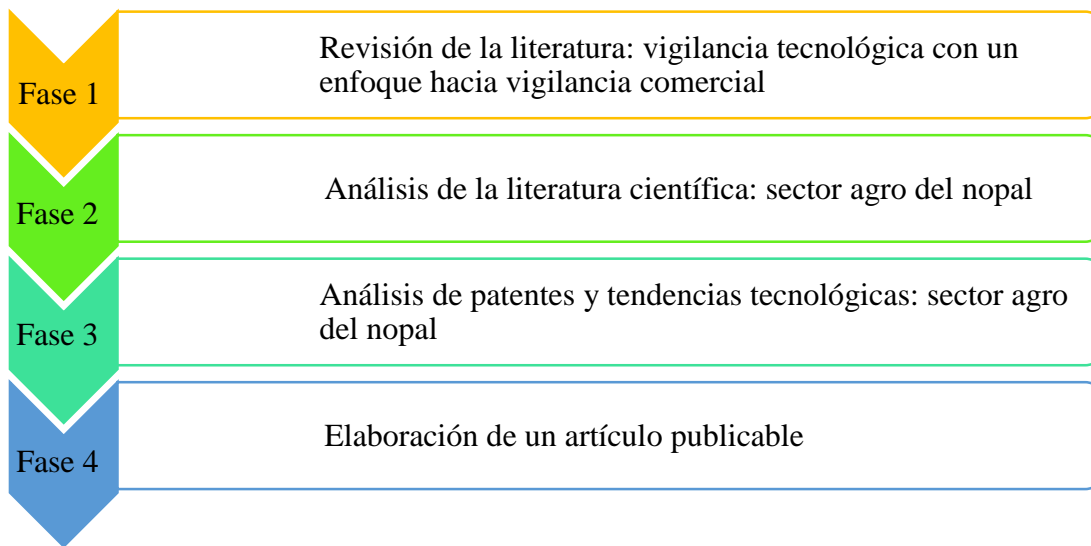 Fase 1
Revisión de la literatura: vigilancia tecnológica con un
enfoque hacia vigilancia comercial
Fase 2
Análisis de la literatura científica: sector agro del nopal
Fase 3
Análisis de patentes y tendencias tecnológicas: sector agro
del nopal
Fase 4
Elaboración de un artículo publicable